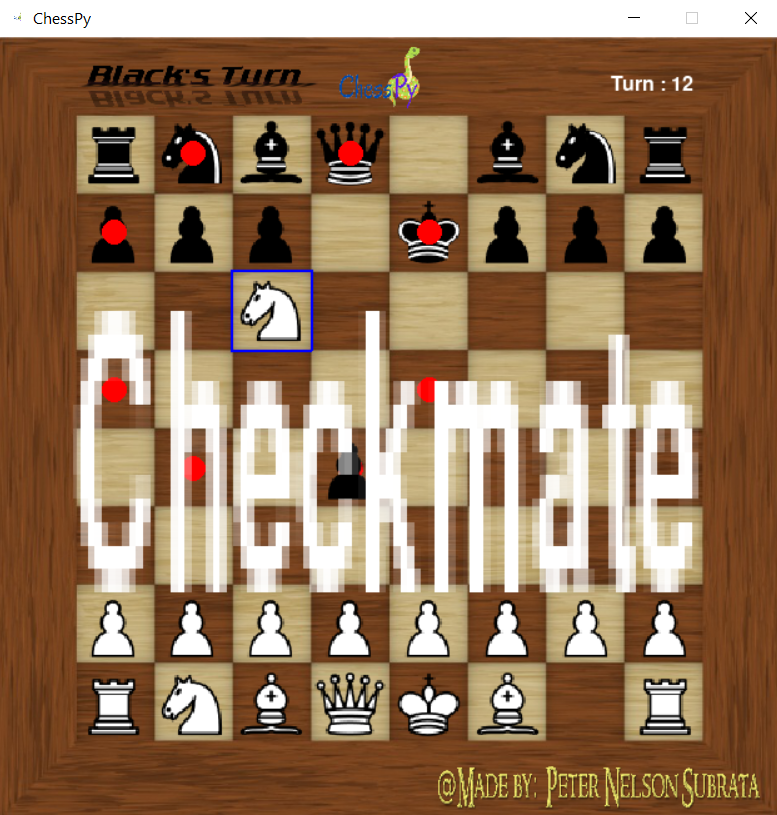 ChessPy
Black's Turn
ChessPy
Turn : 12
Checkmate
@Made by: Peter Nelson Subrata